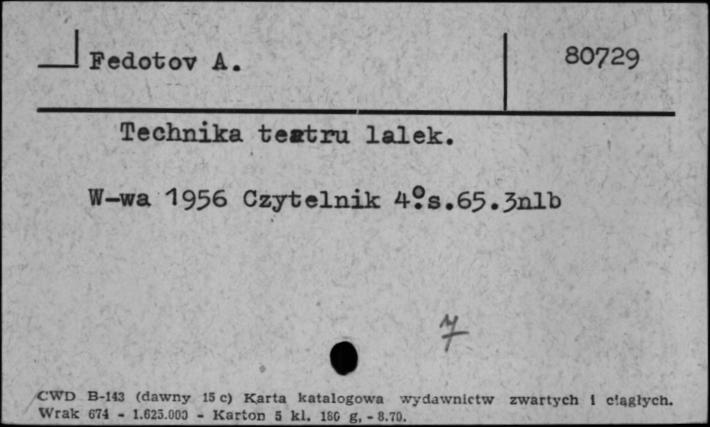 Fedotov A.
80729
Technika teatru lalek.
W-wa 1956 Czytelnik 4º.s.65.3nlb
7
CWD B-143 (dawny 15 c) Karta katalogowa wydawnictw zwartych i ciągłych.
Wrak 674 - 1.625.000 - Karton 5 kl. 180 g. - 8.70.